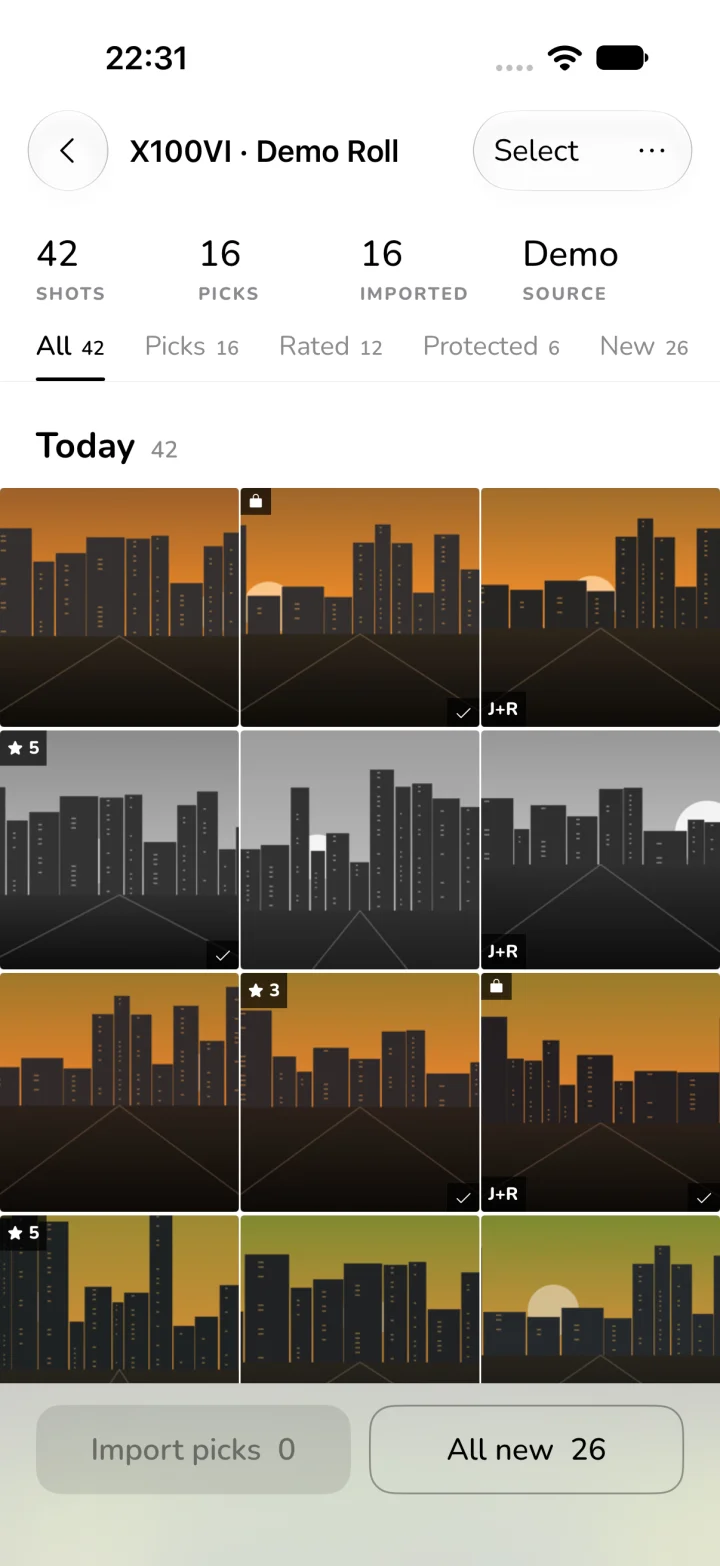 22:31
X100VI · Demo Roll
Select
42 16 16 Demo
SHOTS PICKS IMPORTED SOURCE
All 42 Picks 16 Rated 12 Protected 6 New 26
Today 42
J+R
5
J+R
3
J+R
5
Import picks 0
All new 26